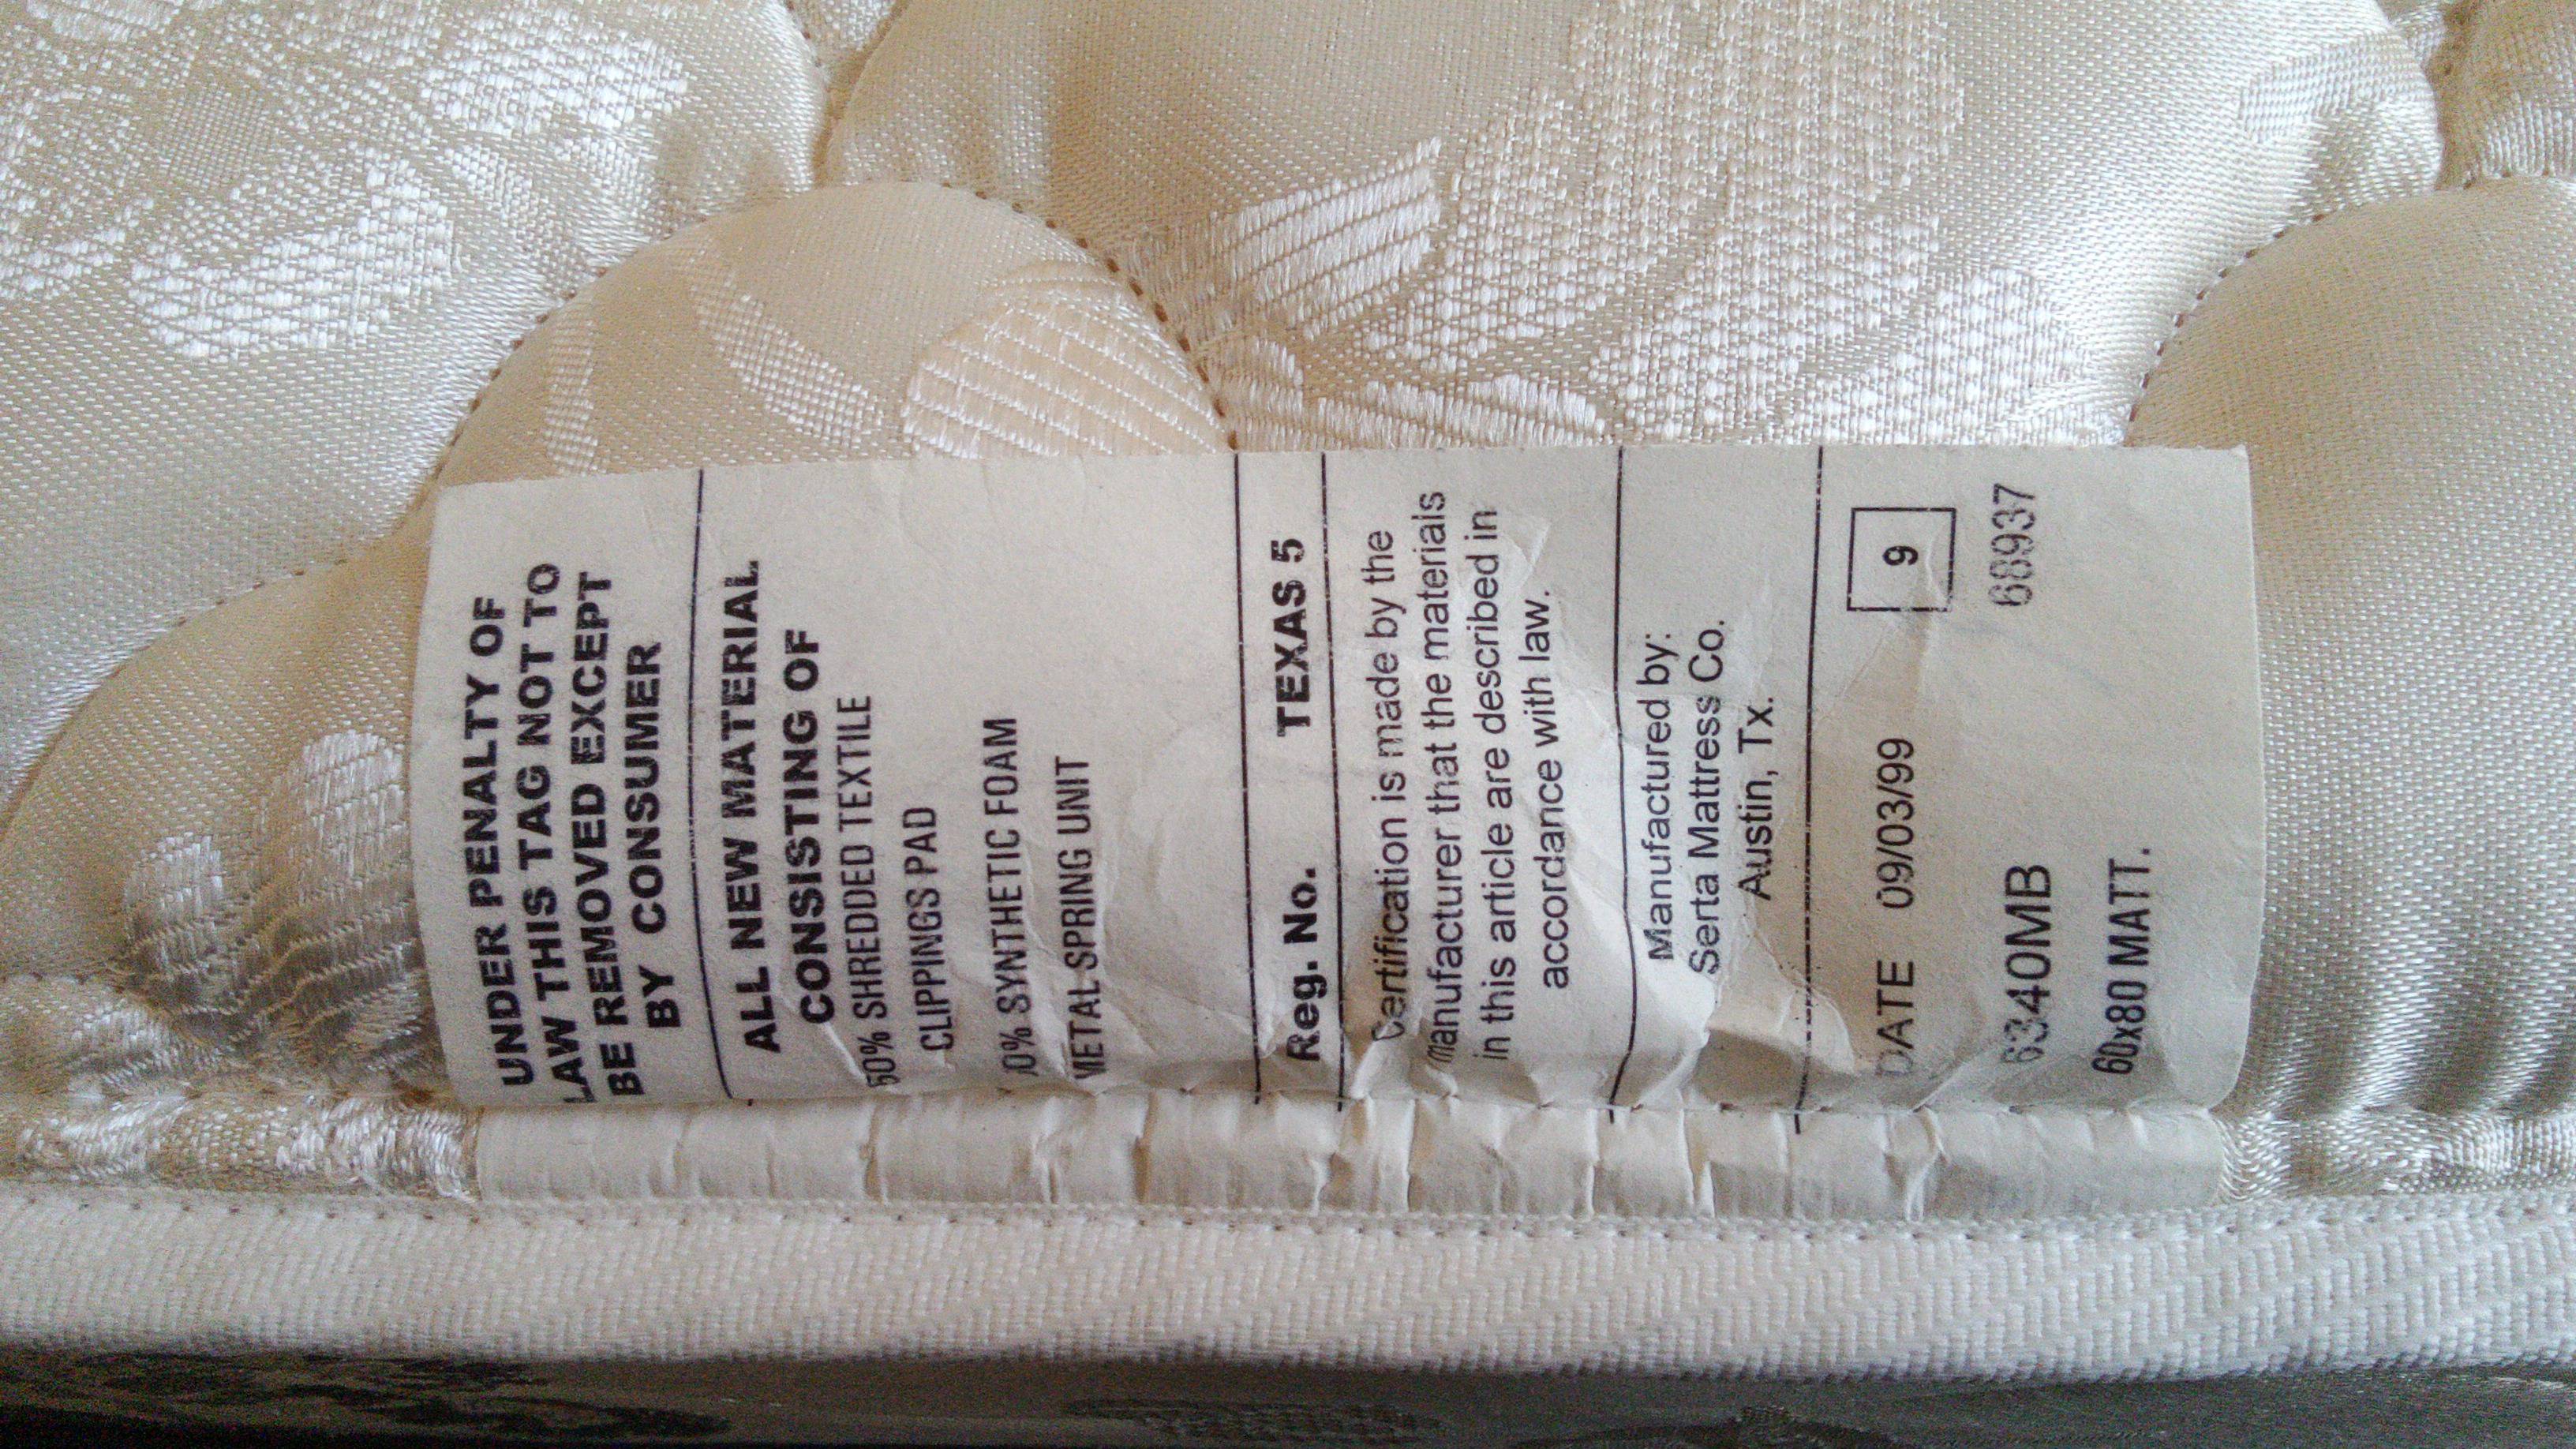 UNDER PENALTY OF
LAW THIS TAG NOT TO
BE REMOVED EXCEPT
BY CONSUMER
ALL NEW MATERIAL
CONSISTING OF
60% SHREDDED TEXTILE
CLIPPINGS PAD
0% SYNTHETIC FOAM
METAL SPRING UNIT
Reg. No. TEXAS 5
Certification is made by the
manufacturer that the materials
in this article are described in
accordance with law.
Manufactured by:
Serta Mattress Co.
Austin, Tx.
DATE 09/03/99 9
6340MB 68937
60x80 MATT.